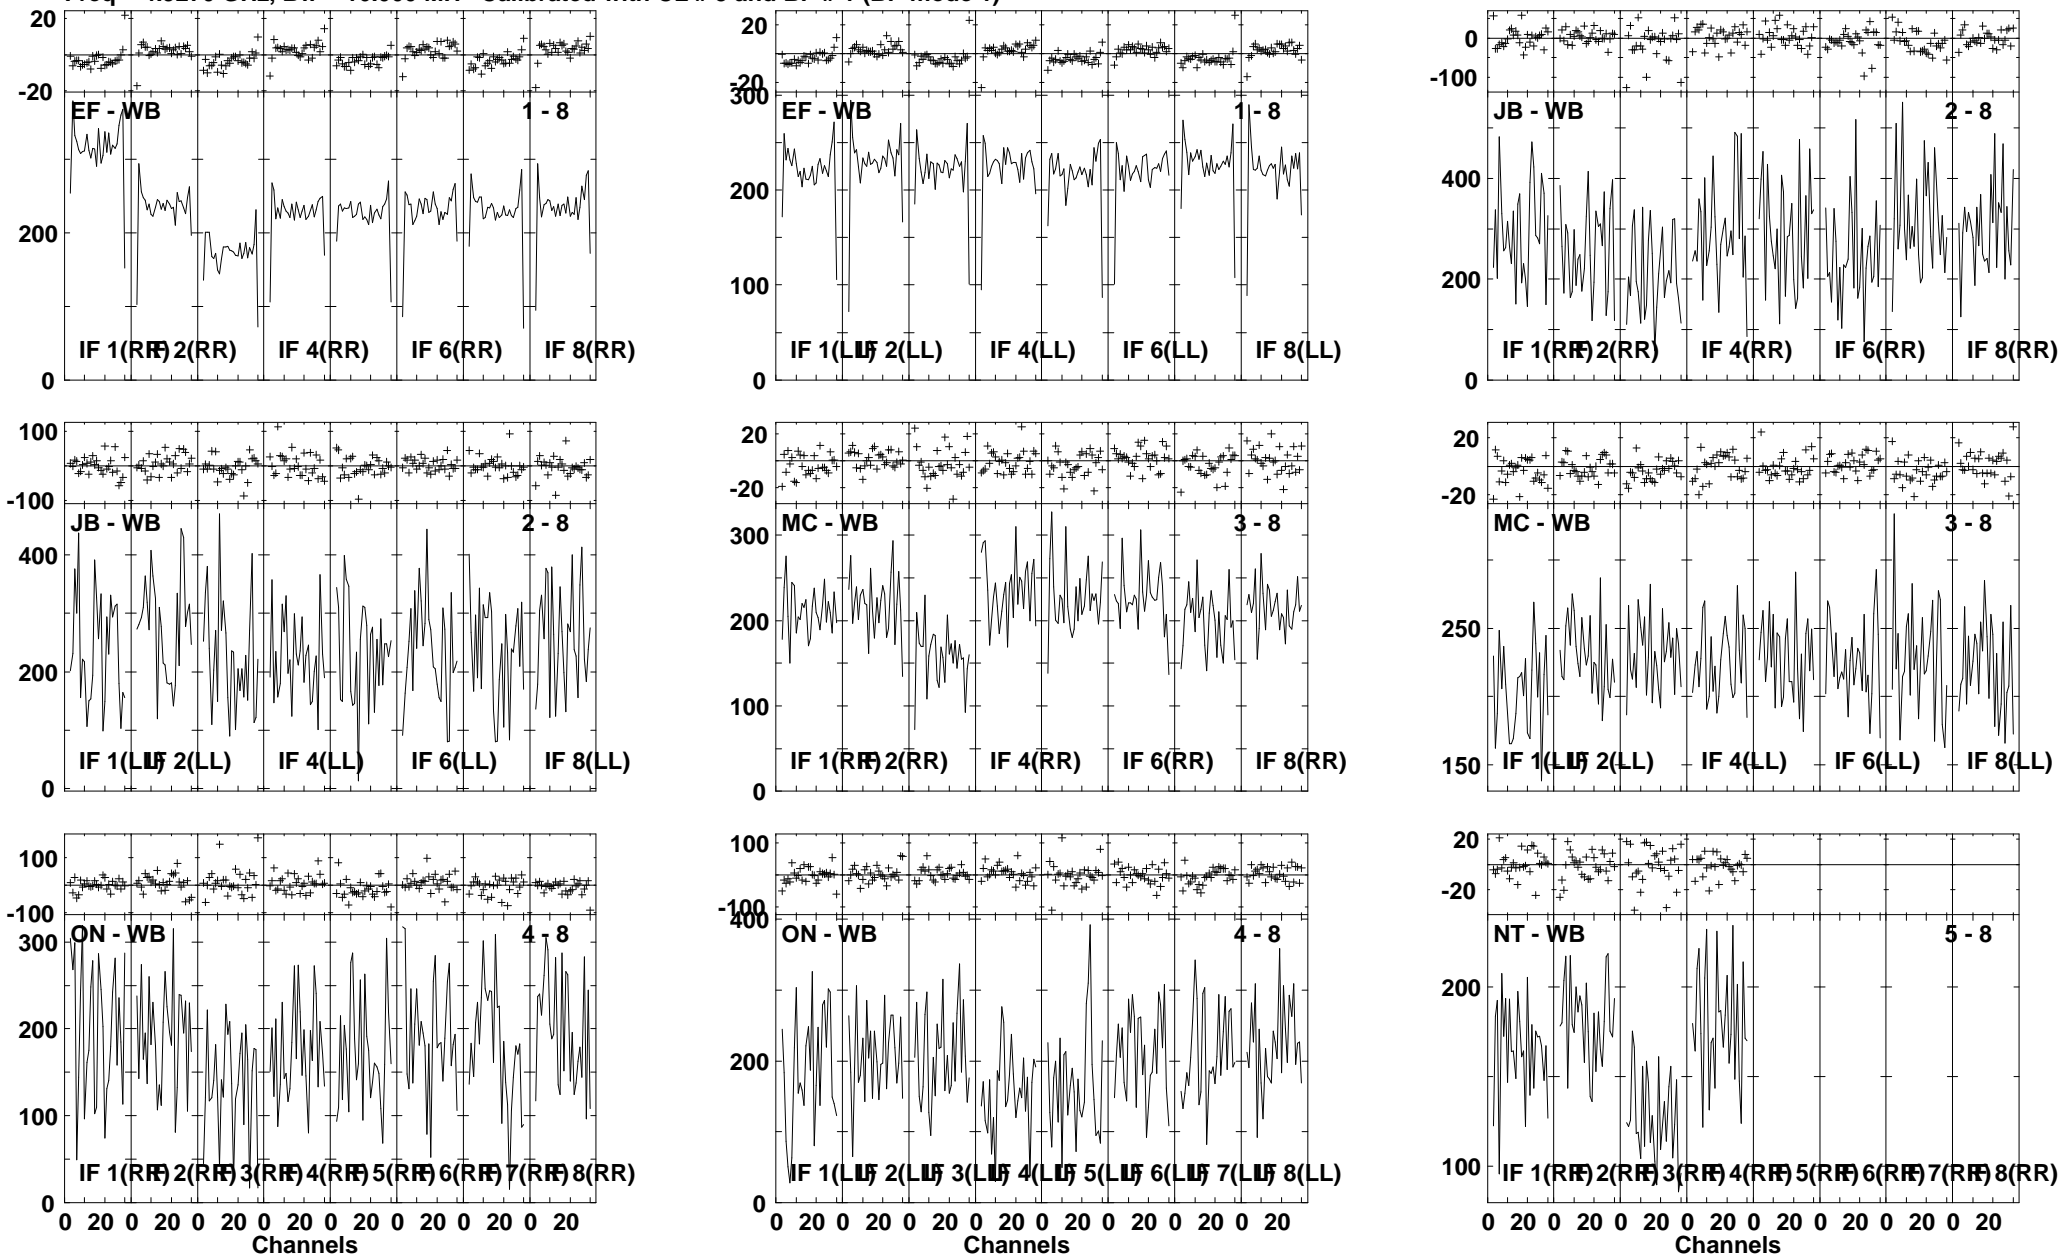 20
0
-20
EF - WB 1 - 8
200
0
IF 1(RR) IF 2(RR) IF 4(RR) IF 6(RR) IF 8(RR)
20
0
-20
300
EF - WB 1 - 8
200
100
0
IF 1(LL) IF 2(LL) IF 4(LL) IF 6(LL) IF 8(LL)
0
-100
JB - WB 2 - 8
400
200
0
IF 1(RR) IF 2(RR) IF 4(RR) IF 6(RR) IF 8(RR)
100
0
-100
JB - WB 2 - 8
400
200
0
IF 1(LL) IF 2(LL) IF 4(LL) IF 6(LL) IF 8(LL)
20
0
-20
MC - WB 3 - 8
300
200
100
0
IF 1(RR) IF 2(RR) IF 4(RR) IF 6(RR) IF 8(RR)
20
0
-20
MC - WB 3 - 8
250
150
IF 1(LL) IF 2(LL) IF 4(LL) IF 6(LL) IF 8(LL)
100
0
-100
ON - WB 4 - 8
300
200
100
0
IF 1(RR) IF 2(RR) IF 3(RR) IF 4(RR) IF 5(RR) IF 6(RR) IF 7(RR) IF 8(RR)
0 20 0 20 0 20 0 20 0 20 0 20 0 20 0 20
Channels
100
0
-100
400
ON - WB 4 - 8
200
0
IF 1(LL) IF 2(LL) IF 3(LL) IF 4(LL) IF 5(LL) IF 6(LL) IF 7(LL) IF 8(LL)
0 20 0 20 0 20 0 20 0 20 0 20 0 20 0 20
Channels
20
0
-20
NT - WB 5 - 8
200
100
IF 1(RR) IF 2(RR) IF 3(RR) IF 4(RR) IF 5(RR) IF 6(RR) IF 7(RR) IF 8(RR)
0 20 0 20 0 20 0 20 0 20 0 20 0 20 0 20
Channels